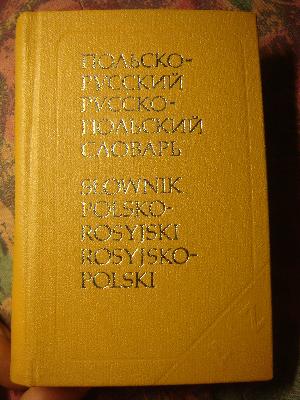 ПОЛЬСКО-
РУССКИЙ
РУССКО-
ПОЛЬСКИЙ
СЛОВАРЬ
SŁOWNIK
POLSKO-
ROSYJSKI
ROSYJSKO-
POLSKI